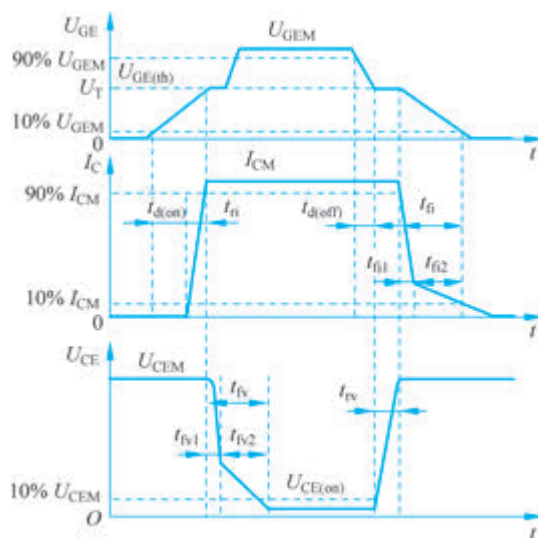 U_GE
U_GEM
90% U_GEM
U_GE(th)
U_T
10% U_GEM
0
t
I_C
I_CM
90% I_CM
t_d(on)
t_ri
t_d(off)
t_fi
t_fi1
t_fi2
10% I_CM
0
t
U_CE
U_CEM
t_fv
t_rv
t_fv1
t_fv2
U_CE(on)
10% U_CEM
O
t